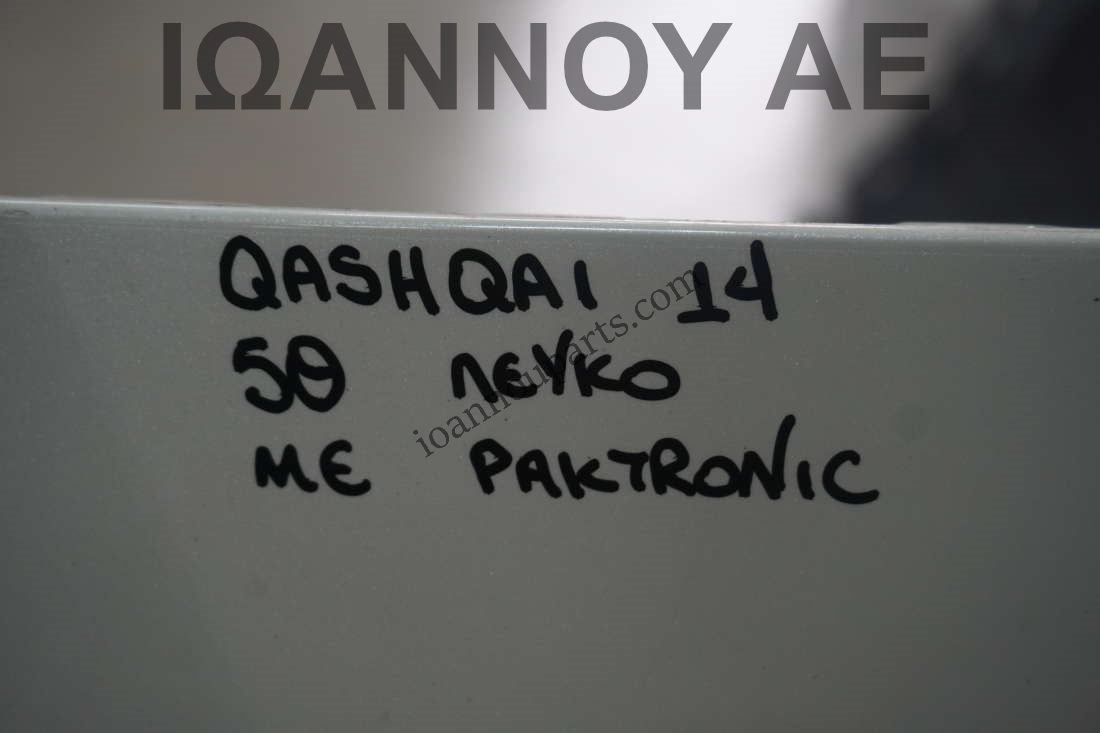 ΙΩΑΝΝΟΥ ΑΕ
QASHQAI 14
5Θ ΛΕΥΚΟ
ΜΕ PAKTRONIC
ioannouparts.com